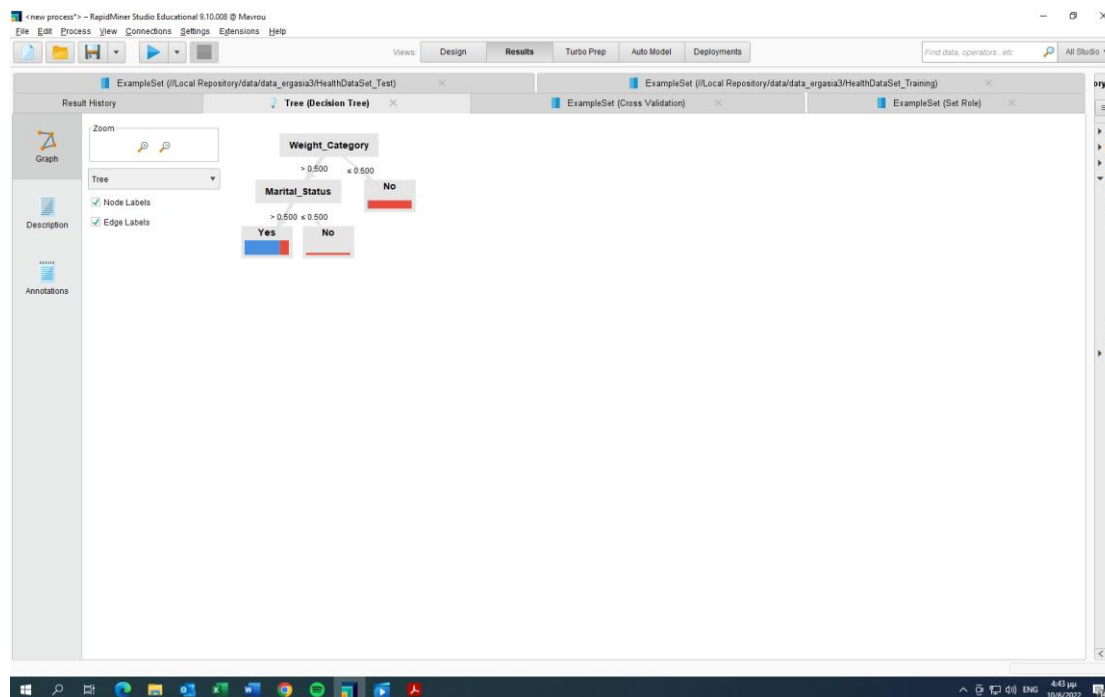 <new process*> – RapidMiner Studio Educational 9.10.008 @ Mavrou
File Edit Process View Connections Settings Extensions Help
Views: Design Results Turbo Prep Auto Model Deployments Find data, operators...etc All Studio
ExampleSet (//Local Repository/data/data_ergasia3/HealthDataSet_Test) ExampleSet (//Local Repository/data/data_ergasia3/HealthDataSet_Training)
Result History Tree (Decision Tree) ExampleSet (Cross Validation) ExampleSet (Set Role)
Graph
Description
Annotations
Zoom
Tree
Node Labels
Edge Labels
Weight_Category
> 0.500 ≤ 0.500
Marital_Status No
> 0.500 ≤ 0.500
Yes No
ENG 4:43 μμ
10/6/2022